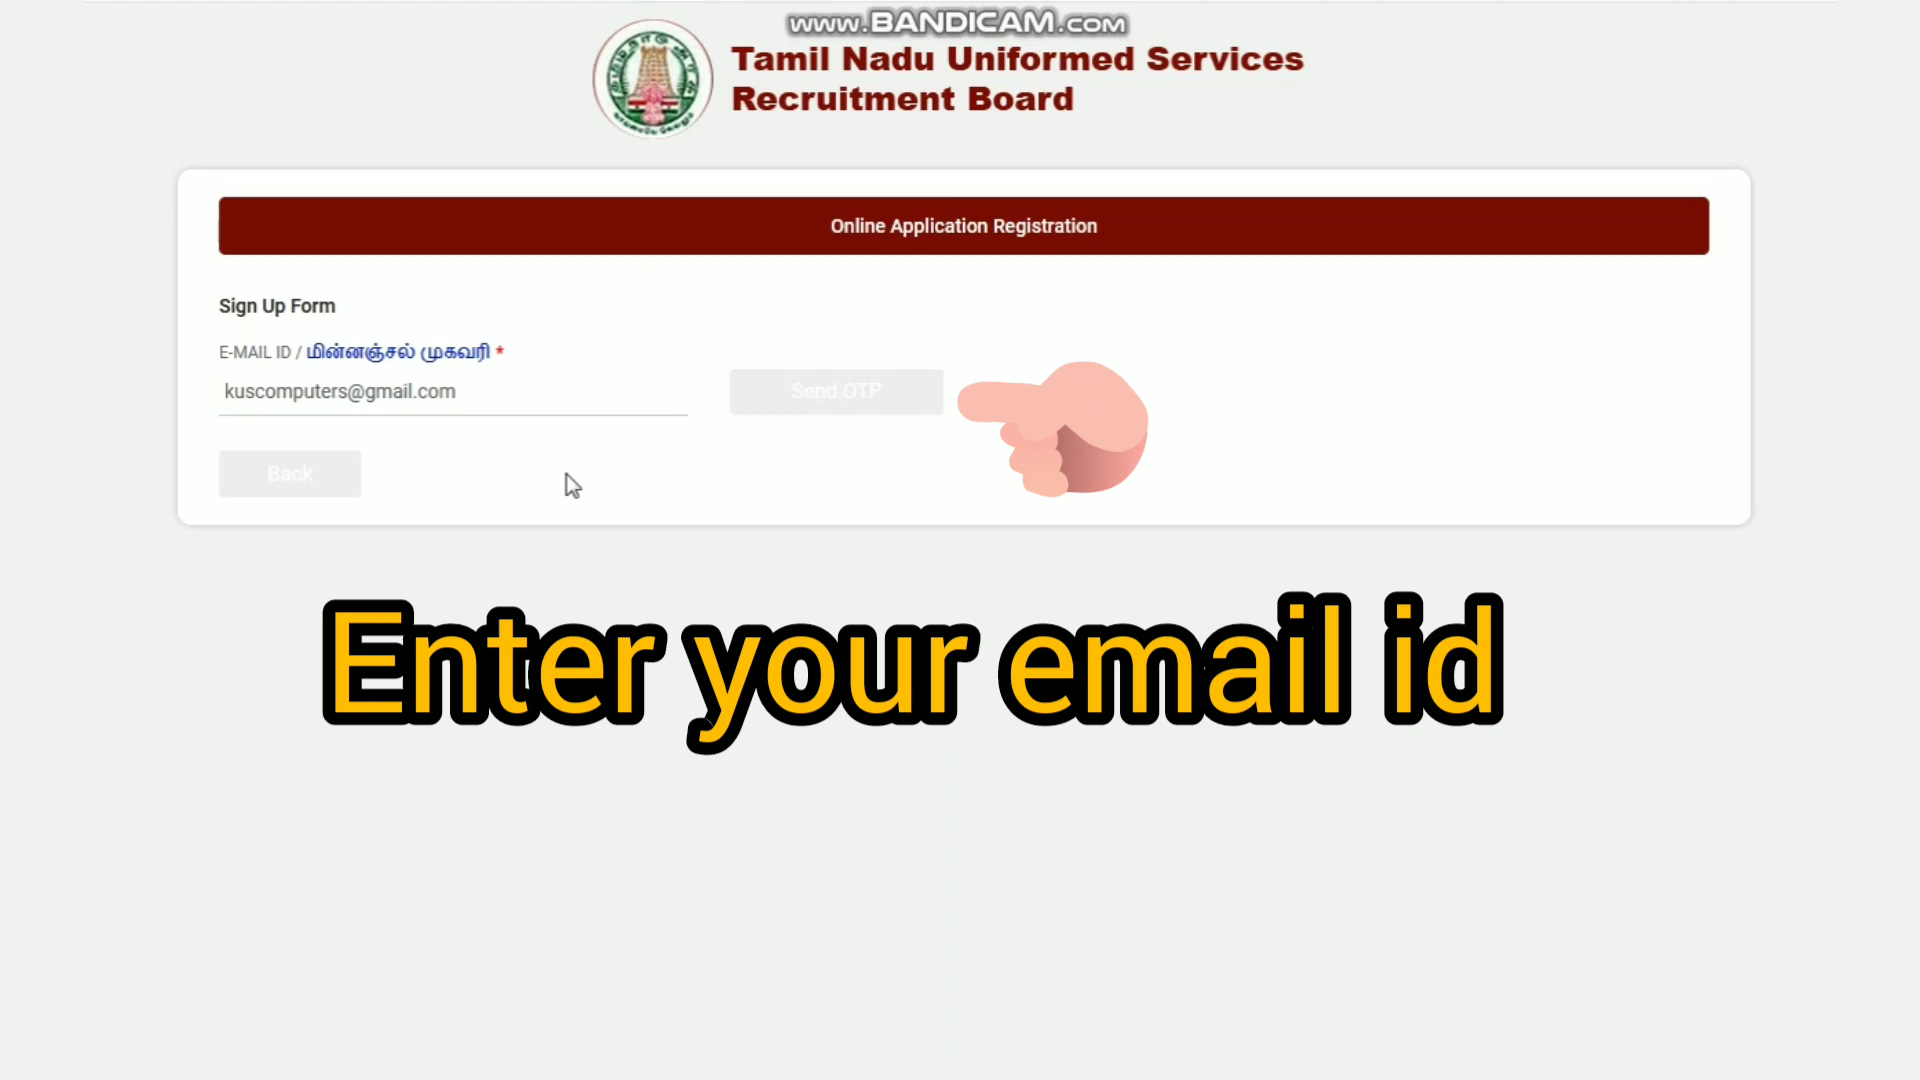 www.BANDICAM.com
Tamil Nadu Uniformed Services
Recruitment Board
Online Application Registration
Sign Up Form
E-MAIL ID / மின்னஞ்சல் முகவரி *
kuscomputers@gmail.com
Send OTP
Back
Enter your email id